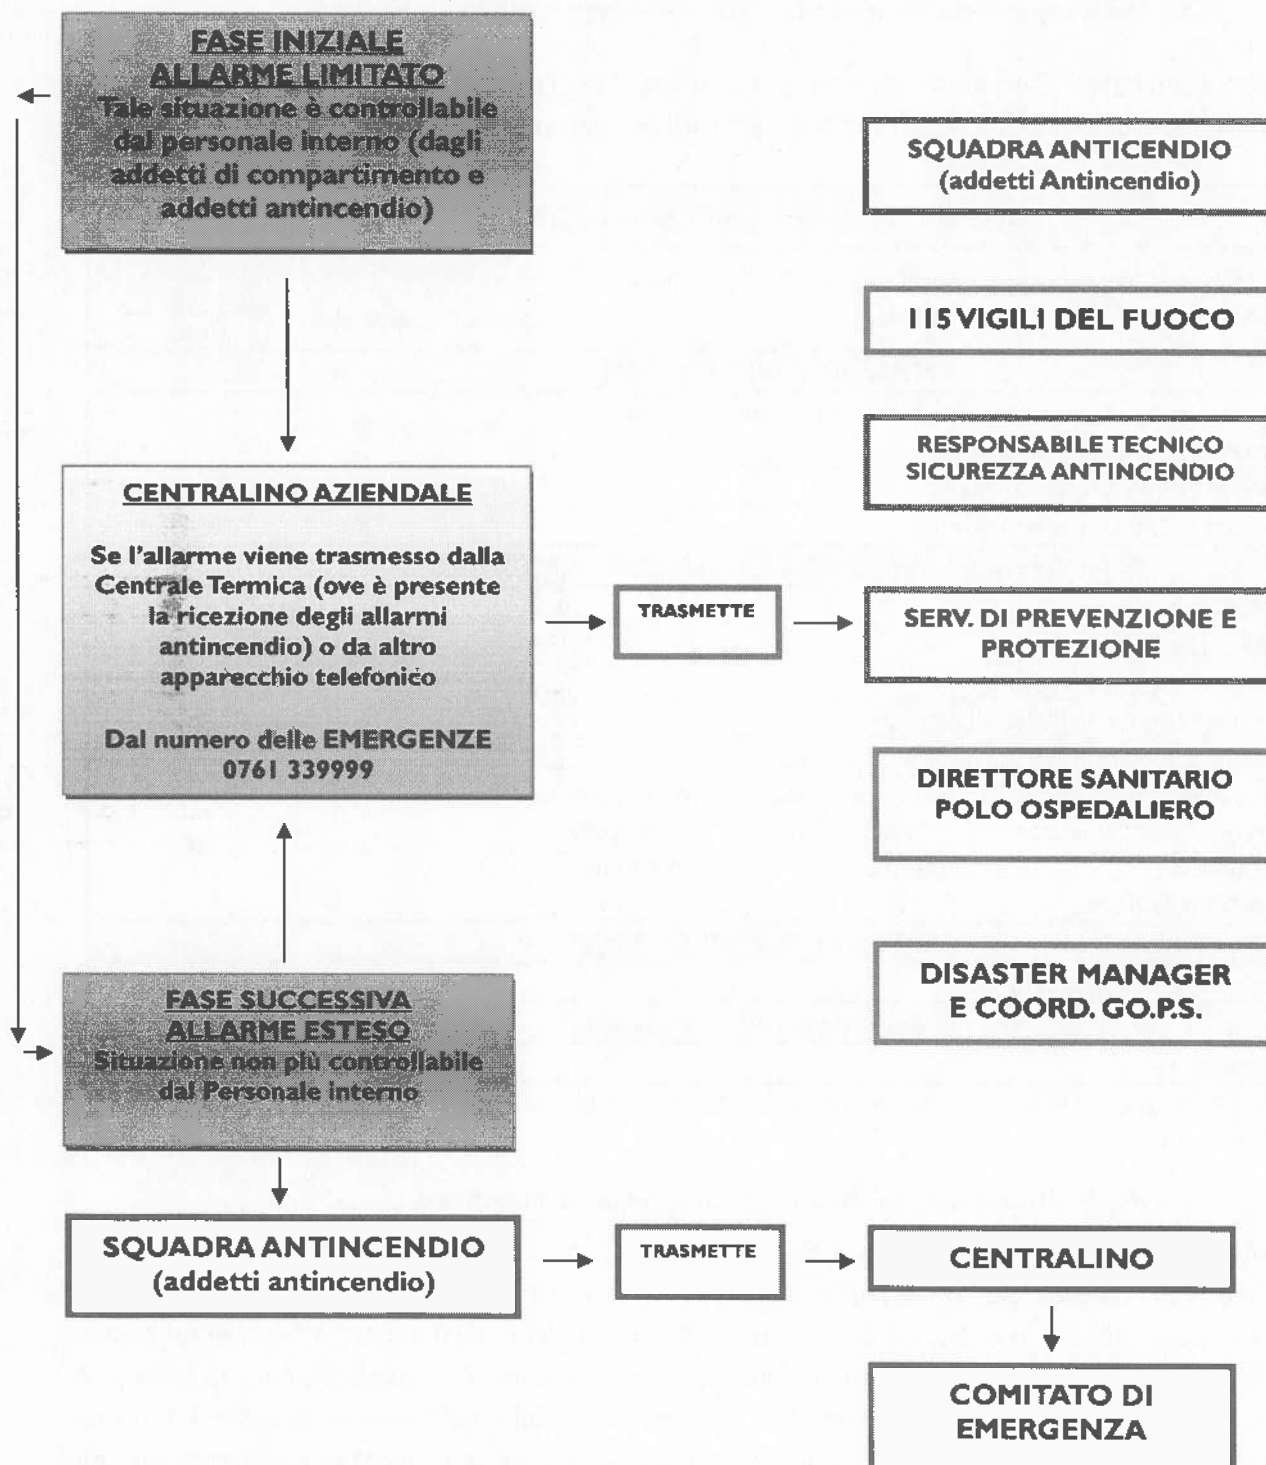 FASE INIZIALE
ALLARME LIMITATO
Tale situazione è controllabile
dal personale interno (dagli
addetti di compartimento e
addetti antincendio)
SQUADRA ANTICENDIO
(addetti Antincendio)
115 VIGILI DEL FUOCO
RESPONSABILE TECNICO
SICUREZZA ANTINCENDIO
CENTRALINO AZIENDALE
Se l'allarme viene trasmesso dalla
Centrale Termica (ove è presente
la ricezione degli allarmi
antincendio) o da altro
apparecchio telefonico
Dal numero delle EMERGENZE
0761 339999
TRASMETTE
SERV. DI PREVENZIONE E
PROTEZIONE
DIRETTORE SANITARIO
POLO OSPEDALIERO
DISASTER MANAGER
E COORD. GO.P.S.
FASE SUCCESSIVA
ALLARME ESTESO
Situazione non più controllabile
dal Personale interno
SQUADRA ANTINCENDIO
(addetti antincendio)
TRASMETTE
CENTRALINO
COMITATO DI
EMERGENZA